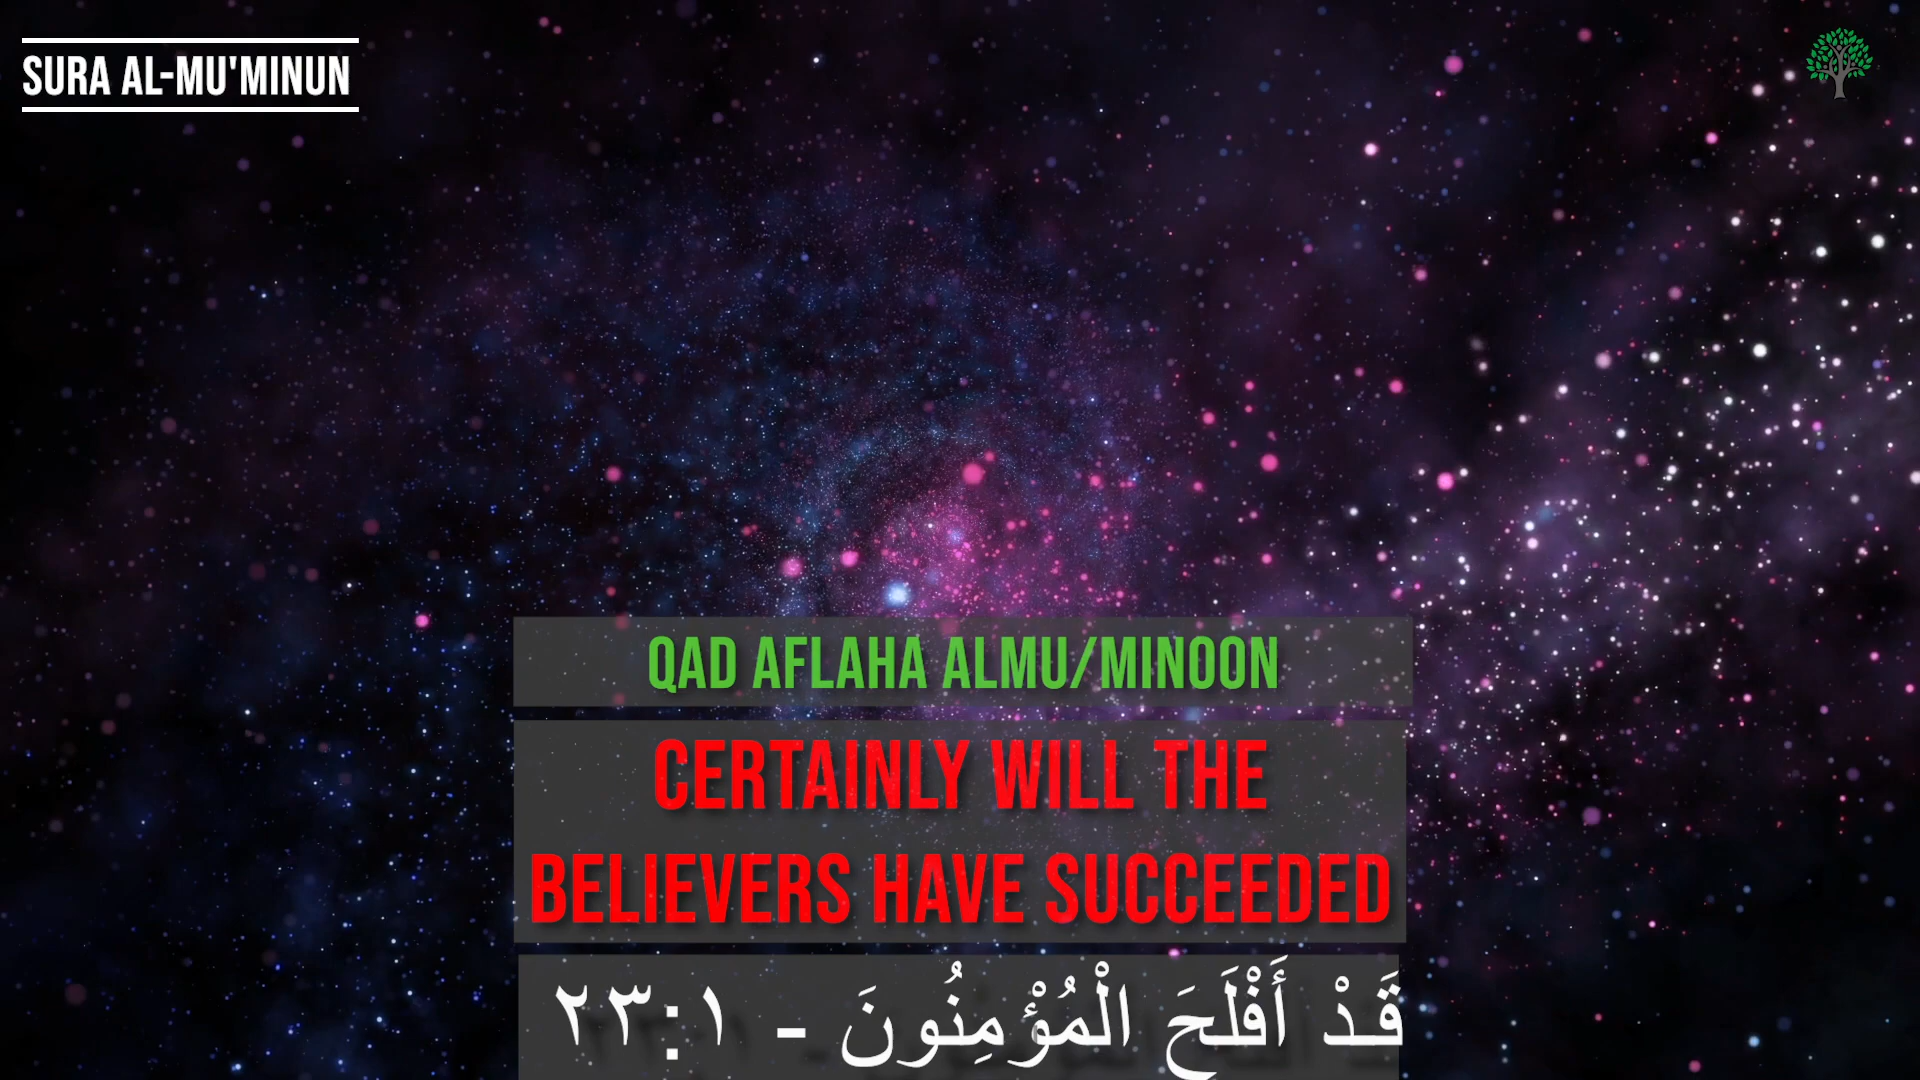 SURA AL-MU'MINUN
QAD AFLAHA ALMU/MINOON
CERTAINLY WILL THE
BELIEVERS HAVE SUCCEEDED
قَدْ أَفْلَحَ الْمُؤْمِنُونَ - ٢٣:١